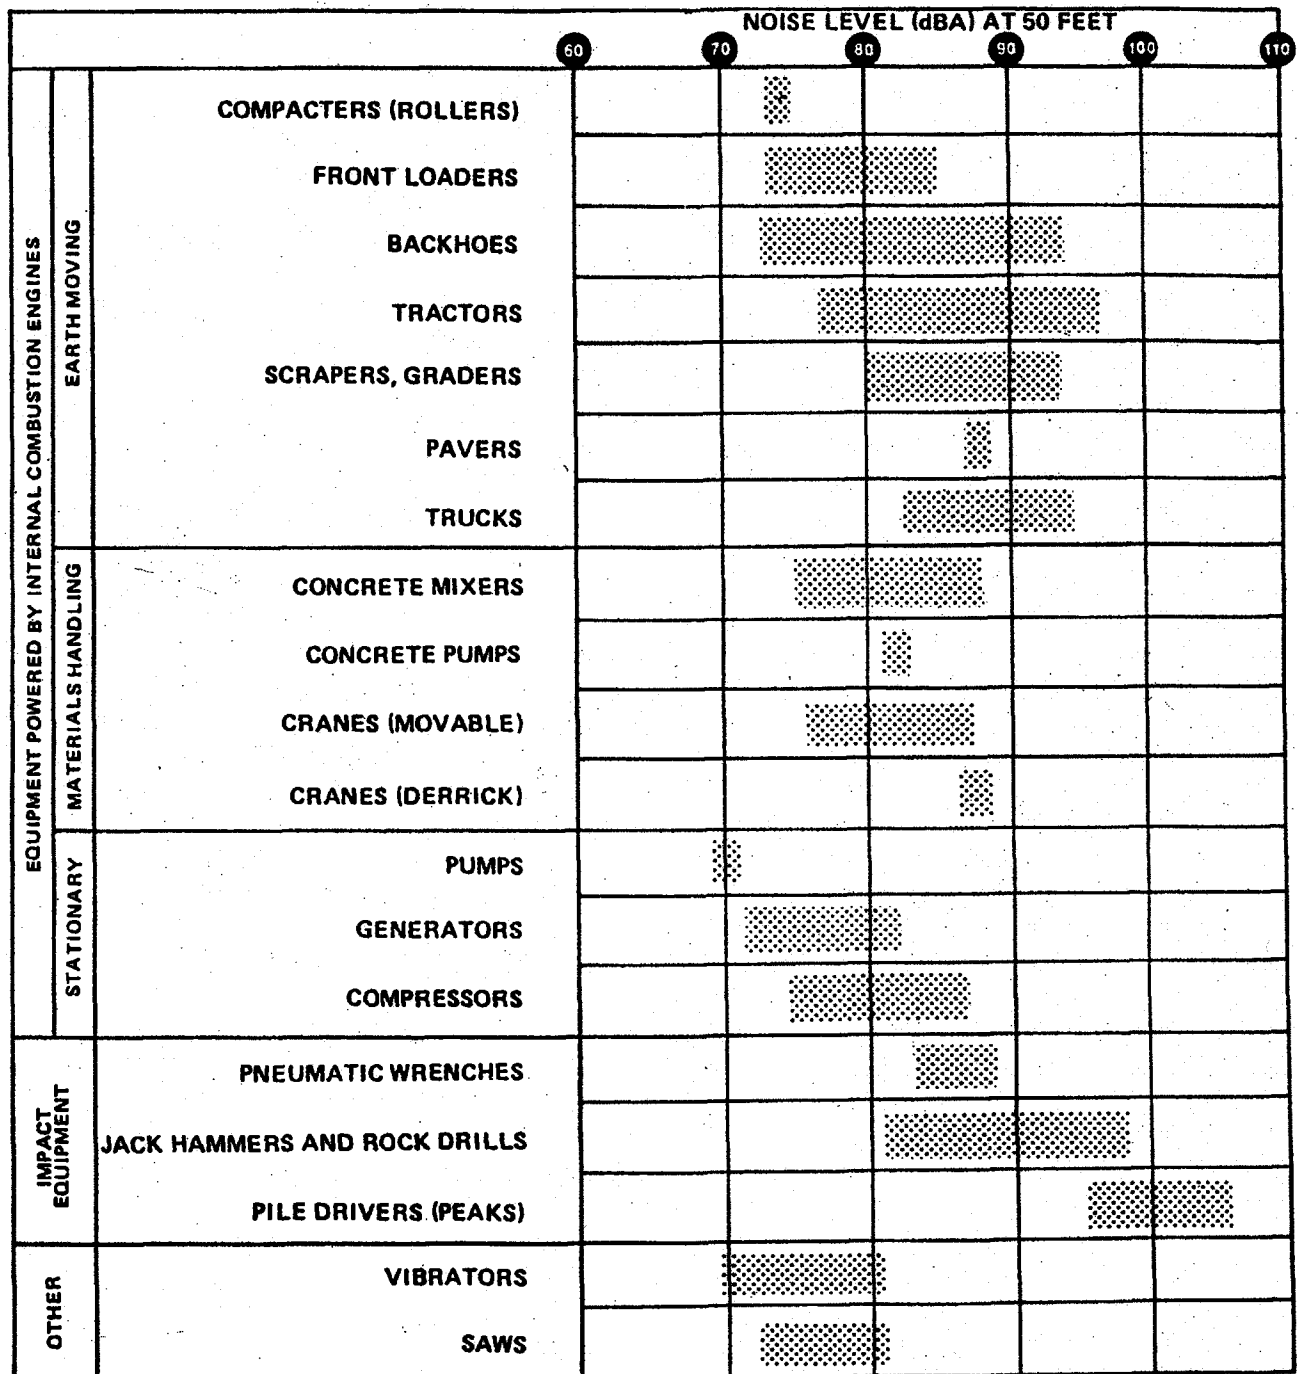 NOISE LEVEL (dBA) AT 50 FEET
60 70 80 90 100 110
EQUIPMENT POWERED BY INTERNAL COMBUSTION ENGINES
EARTH MOVING
COMPACTERS (ROLLERS)
FRONT LOADERS
BACKHOES
TRACTORS
SCRAPERS, GRADERS
PAVERS
TRUCKS
MATERIALS HANDLING
CONCRETE MIXERS
CONCRETE PUMPS
CRANES (MOVABLE)
CRANES (DERRICK)
STATIONARY
PUMPS
GENERATORS
COMPRESSORS
IMPACT
EQUIPMENT
PNEUMATIC WRENCHES
JACK HAMMERS AND ROCK DRILLS
PILE DRIVERS (PEAKS)
OTHER
VIBRATORS
SAWS